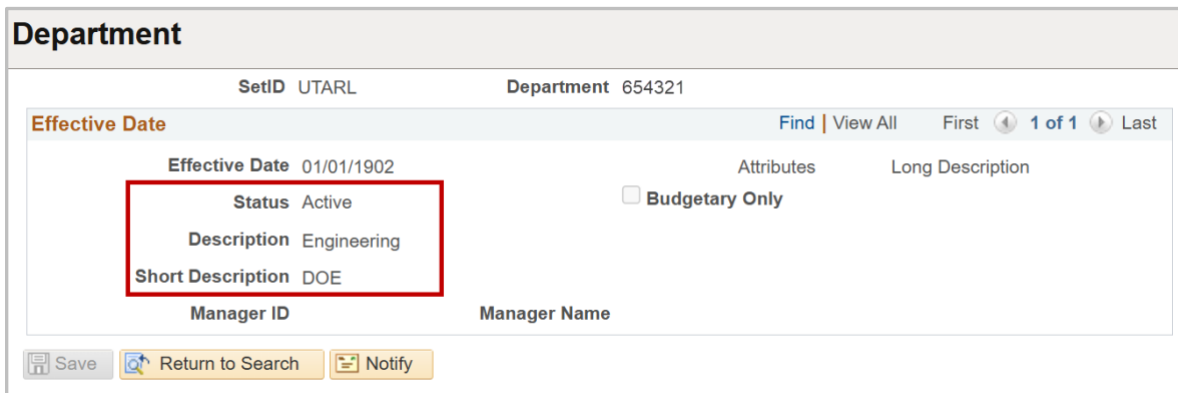 Department
SetID UTARL Department 654321
Effective Date Find | View All First 1 of 1 Last
Effective Date 01/01/1902 Attributes Long Description
Status Active Budgetary Only
Description Engineering
Short Description DOE
Manager ID Manager Name
Save Return to Search Notify